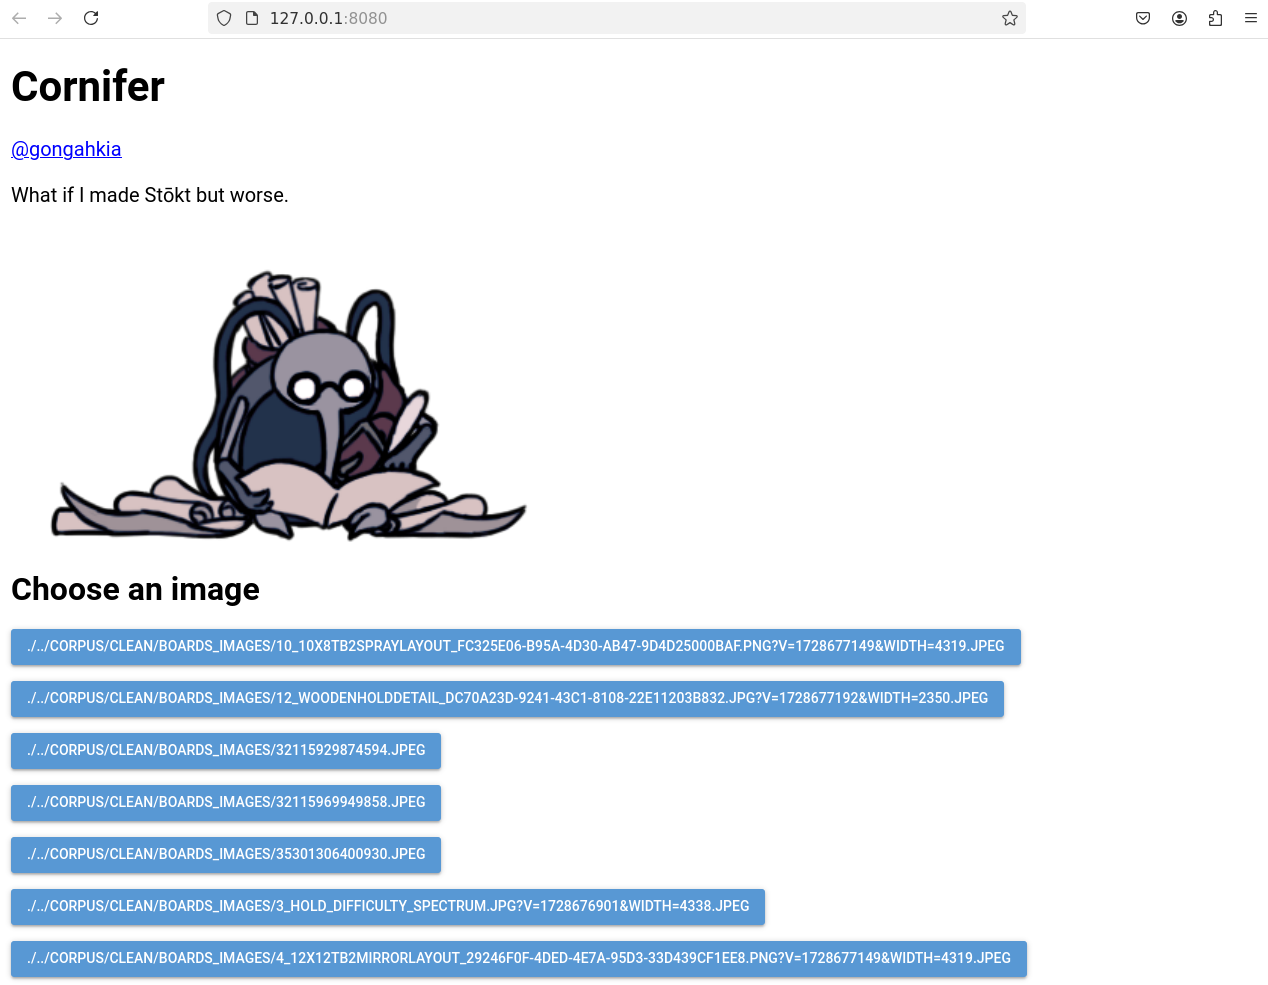 127.0.0.1:8080
Cornifer
@gongahkia
What if I made Stōkt but worse.
Choose an image
./../CORPUS/CLEAN/BOARDS_IMAGES/10_10X8TB2SPRAYLAYOUT_FC325E06-B95A-4D30-AB47-9D4D25000BAF.PNG?V=1728677149&WIDTH=4319.JPEG
./../CORPUS/CLEAN/BOARDS_IMAGES/12_WOODENHOLDDETAIL_DC70A23D-9241-43C1-8108-22E11203B832.JPG?V=1728677192&WIDTH=2350.JPEG
./../CORPUS/CLEAN/BOARDS_IMAGES/32115929874594.JPEG
./../CORPUS/CLEAN/BOARDS_IMAGES/32115969949858.JPEG
./../CORPUS/CLEAN/BOARDS_IMAGES/35301306400930.JPEG
./../CORPUS/CLEAN/BOARDS_IMAGES/3_HOLD_DIFFICULTY_SPECTRUM.JPG?V=1728676901&WIDTH=4338.JPEG
./../CORPUS/CLEAN/BOARDS_IMAGES/4_12X12TB2MIRRORLAYOUT_29246F0F-4DED-4E7A-95D3-33D439CF1EE8.PNG?V=1728677149&WIDTH=4319.JPEG